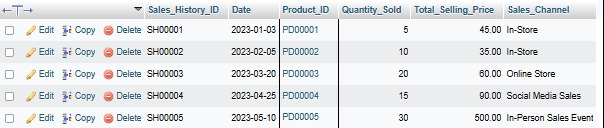 Sales_History_ID Date Product_ID Quantity_Sold Total_Selling_Price Sales_Channel
Edit Copy Delete SH00001 2023-01-03 PD00001 5 45.00 In-Store
Edit Copy Delete SH00002 2023-02-05 PD00002 10 35.00 In-Store
Edit Copy Delete SH00003 2023-03-20 PD00003 20 60.00 Online Store
Edit Copy Delete SH00004 2023-04-25 PD00004 15 90.00 Social Media Sales
Edit Copy Delete SH00005 2023-05-10 PD00005 30 500.00 In-Person Sales Event